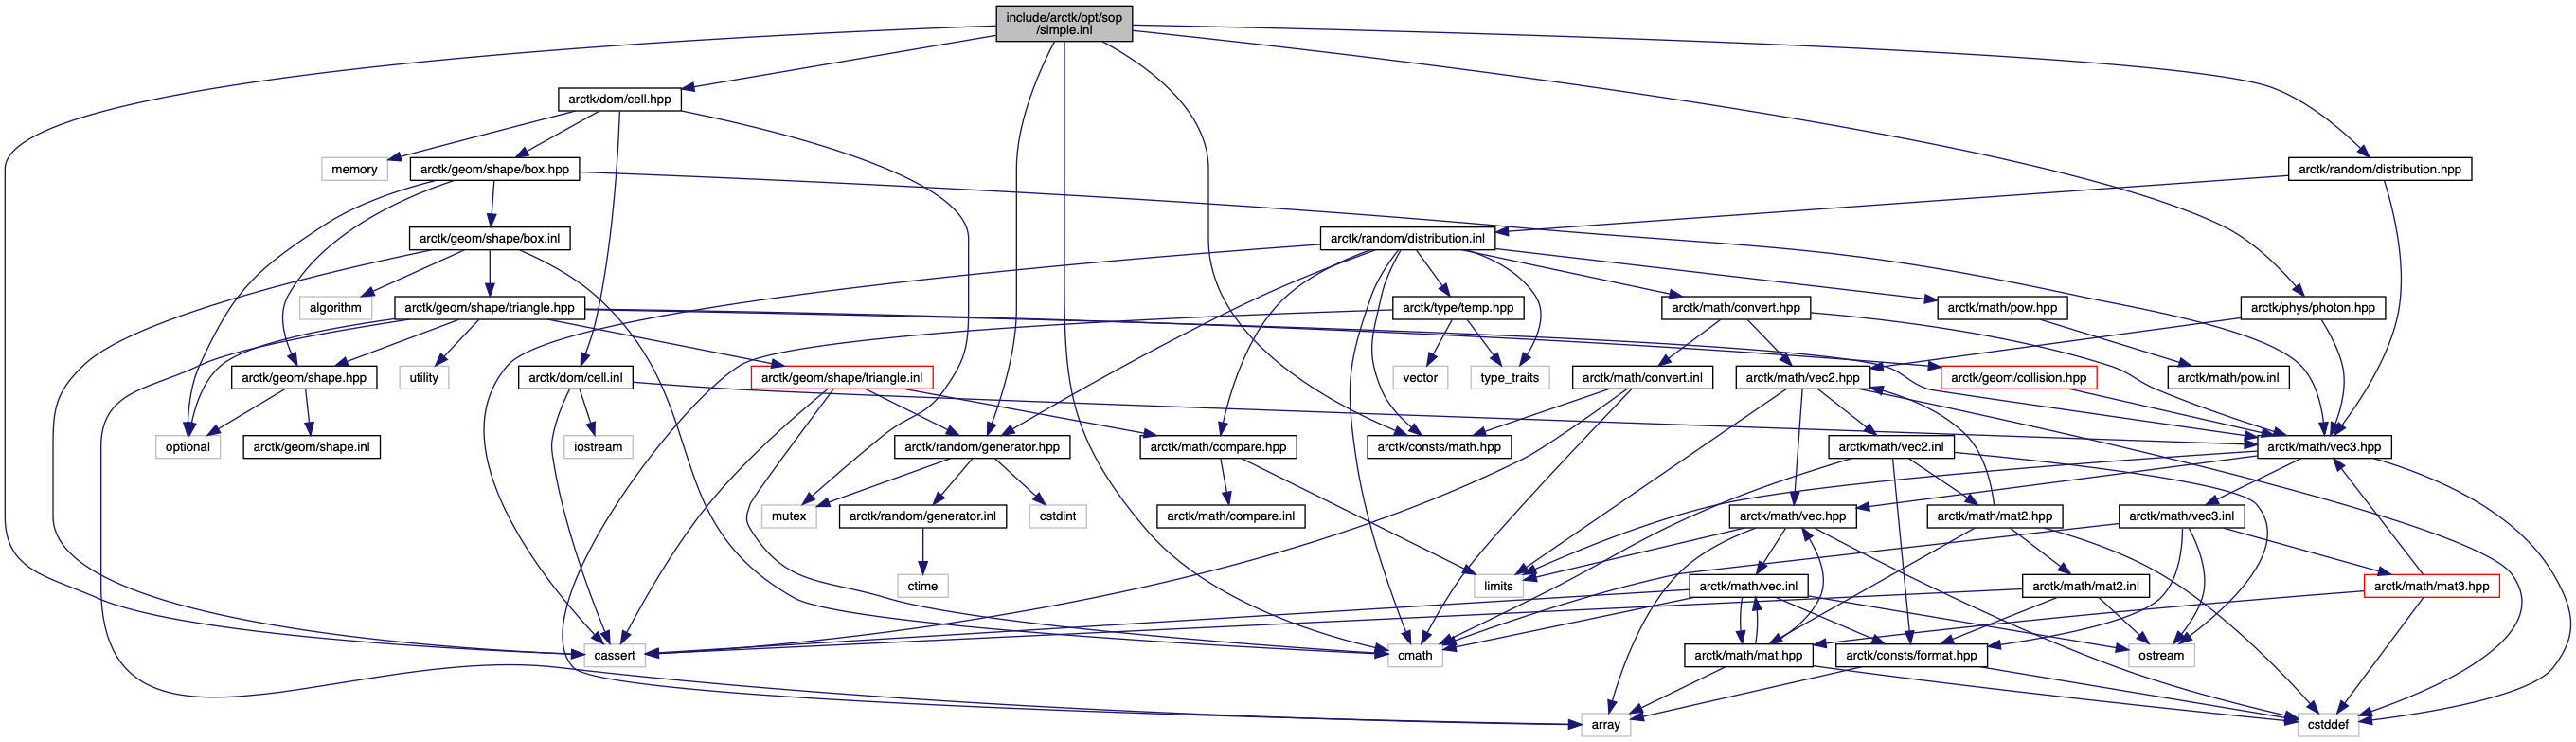 include/arctk/opt/sop
/simple.inl
arctk/dom/cell.hpp
memory
arctk/geom/shape/box.hpp
arctk/random/distribution.hpp
arctk/geom/shape/box.inl
arctk/random/distribution.inl
algorithm
arctk/geom/shape/triangle.hpp
arctk/type/temp.hpp
arctk/math/convert.hpp
arctk/math/pow.hpp
arctk/phys/photon.hpp
arctk/geom/shape.hpp
utility
arctk/dom/cell.inl
arctk/geom/shape/triangle.inl
vector
type_traits
arctk/math/convert.inl
arctk/math/vec2.hpp
arctk/geom/collision.hpp
arctk/math/pow.inl
optional
arctk/geom/shape.inl
iostream
arctk/random/generator.hpp
arctk/math/compare.hpp
arctk/consts/math.hpp
arctk/math/vec2.inl
arctk/math/vec3.hpp
mutex
arctk/random/generator.inl
cstdint
arctk/math/compare.inl
arctk/math/vec.hpp
arctk/math/mat2.hpp
arctk/math/vec3.inl
ctime
limits
arctk/math/vec.inl
arctk/math/mat2.inl
arctk/math/mat3.hpp
cassert
cmath
arctk/math/mat.hpp
arctk/consts/format.hpp
ostream
array
cstddef